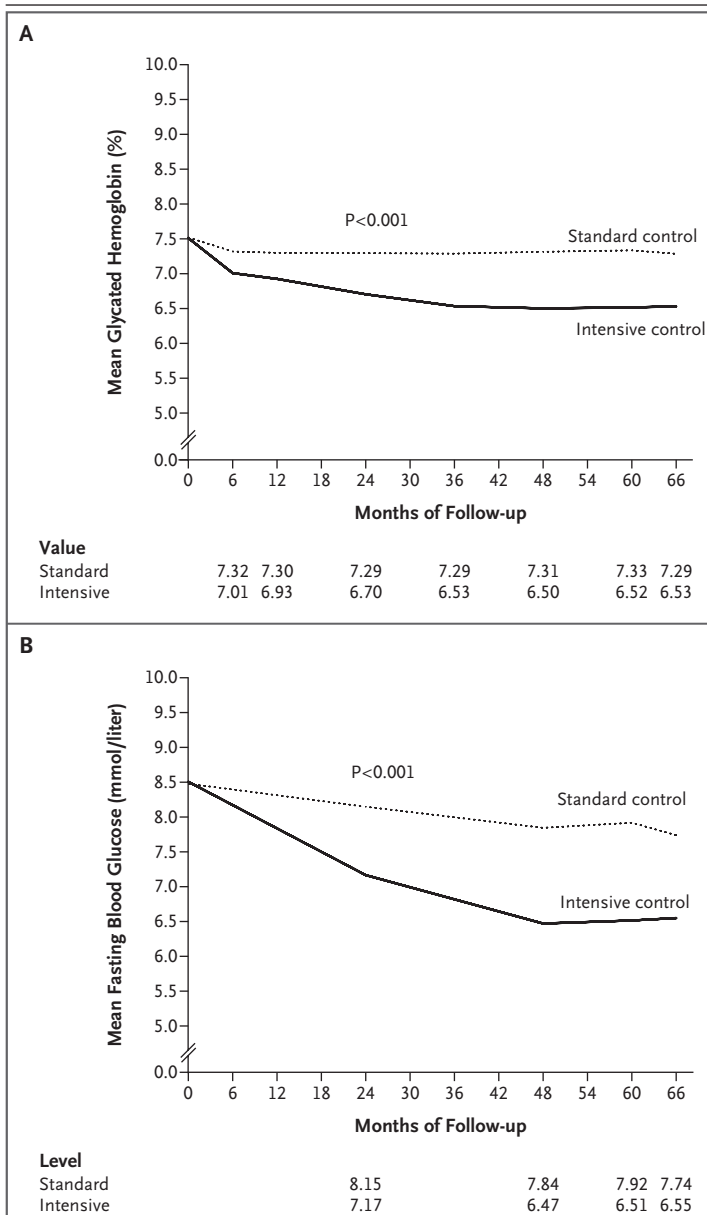 A
Mean Glycated Hemoglobin (%)
10.0
9.5
9.0
8.5
8.0
7.5
7.0
6.5
6.0
5.5
5.0
0.0
P<0.001
Standard control
Intensive control
0 6 12 18 24 30 36 42 48 54 60 66
Months of Follow-up
Value
Standard 7.32 7.30 7.29 7.29 7.31 7.33 7.29
Intensive 7.01 6.93 6.70 6.53 6.50 6.52 6.53
B
Mean Fasting Blood Glucose (mmol/liter)
10.0
9.5
9.0
8.5
8.0
7.5
7.0
6.5
6.0
5.5
5.0
0.0
P<0.001
Standard control
Intensive control
0 6 12 18 24 30 36 42 48 54 60 66
Months of Follow-up
Level
Standard 8.15 7.84 7.92 7.74
Intensive 7.17 6.47 6.51 6.55